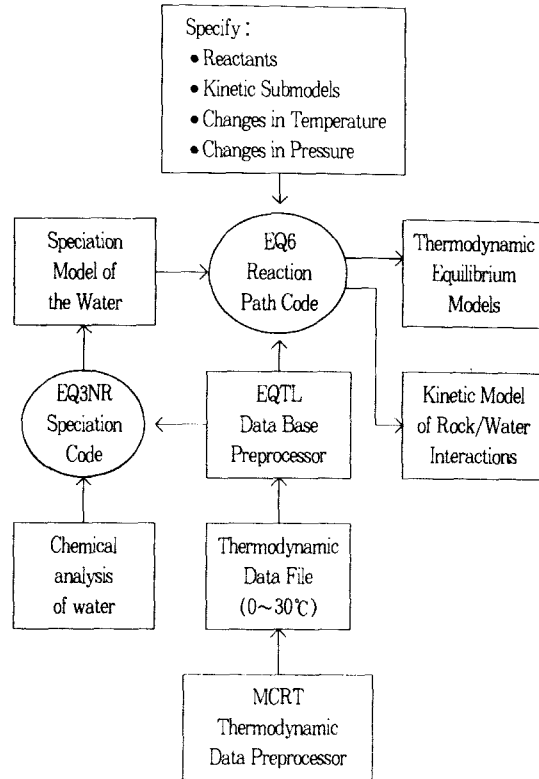 Specify :
• Reactants
• Kinetic Submodels
• Changes in Temperature
• Changes in Pressure
Speciation
Model of
the Water
EQ6
Reaction
Path Code
Thermodynamic
Equilibrium
Models
EQ3NR
Speciation
Code
EQTL
Data Base
Preprocessor
Kinetic Model
of Rock/Water
Interactions
Chemical
analysis
of water
Thermodynamic
Data File
(0~30℃)
MCRT
Thermodynamic
Data Preprocessor